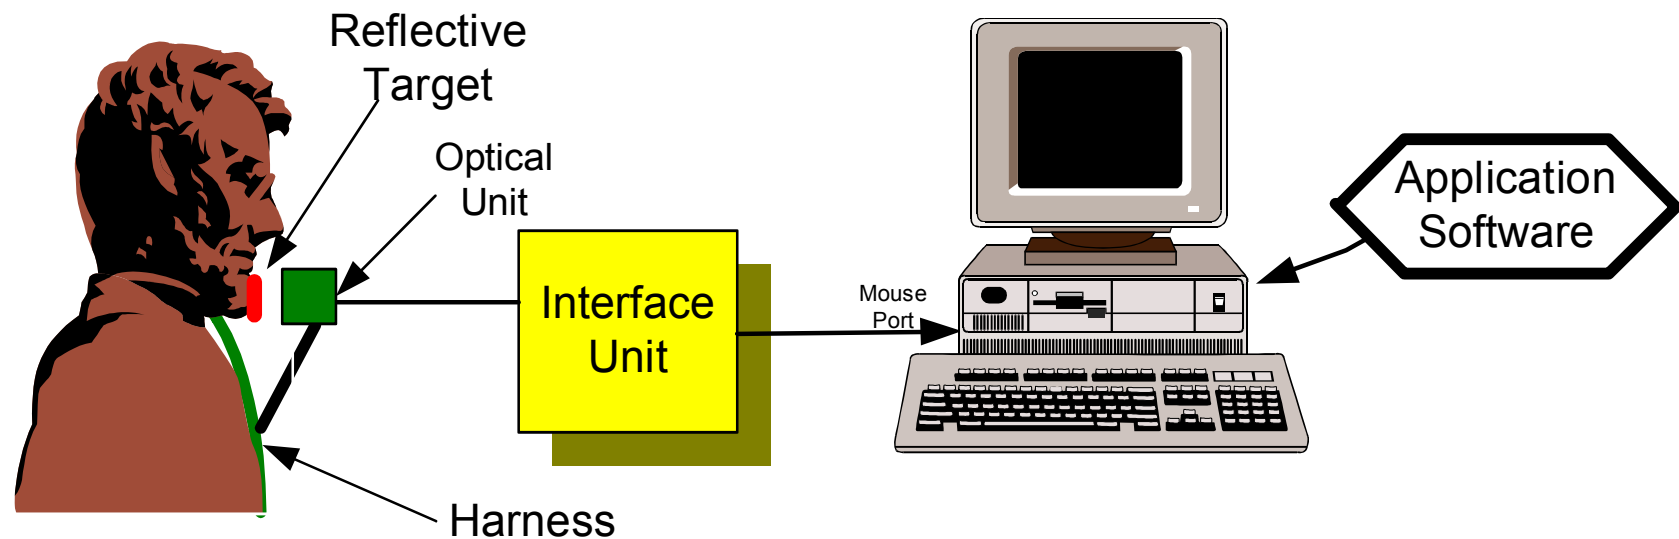 Reflective
Target
Optical
Unit
Interface
Unit
Mouse
Port
Application
Software
Harness